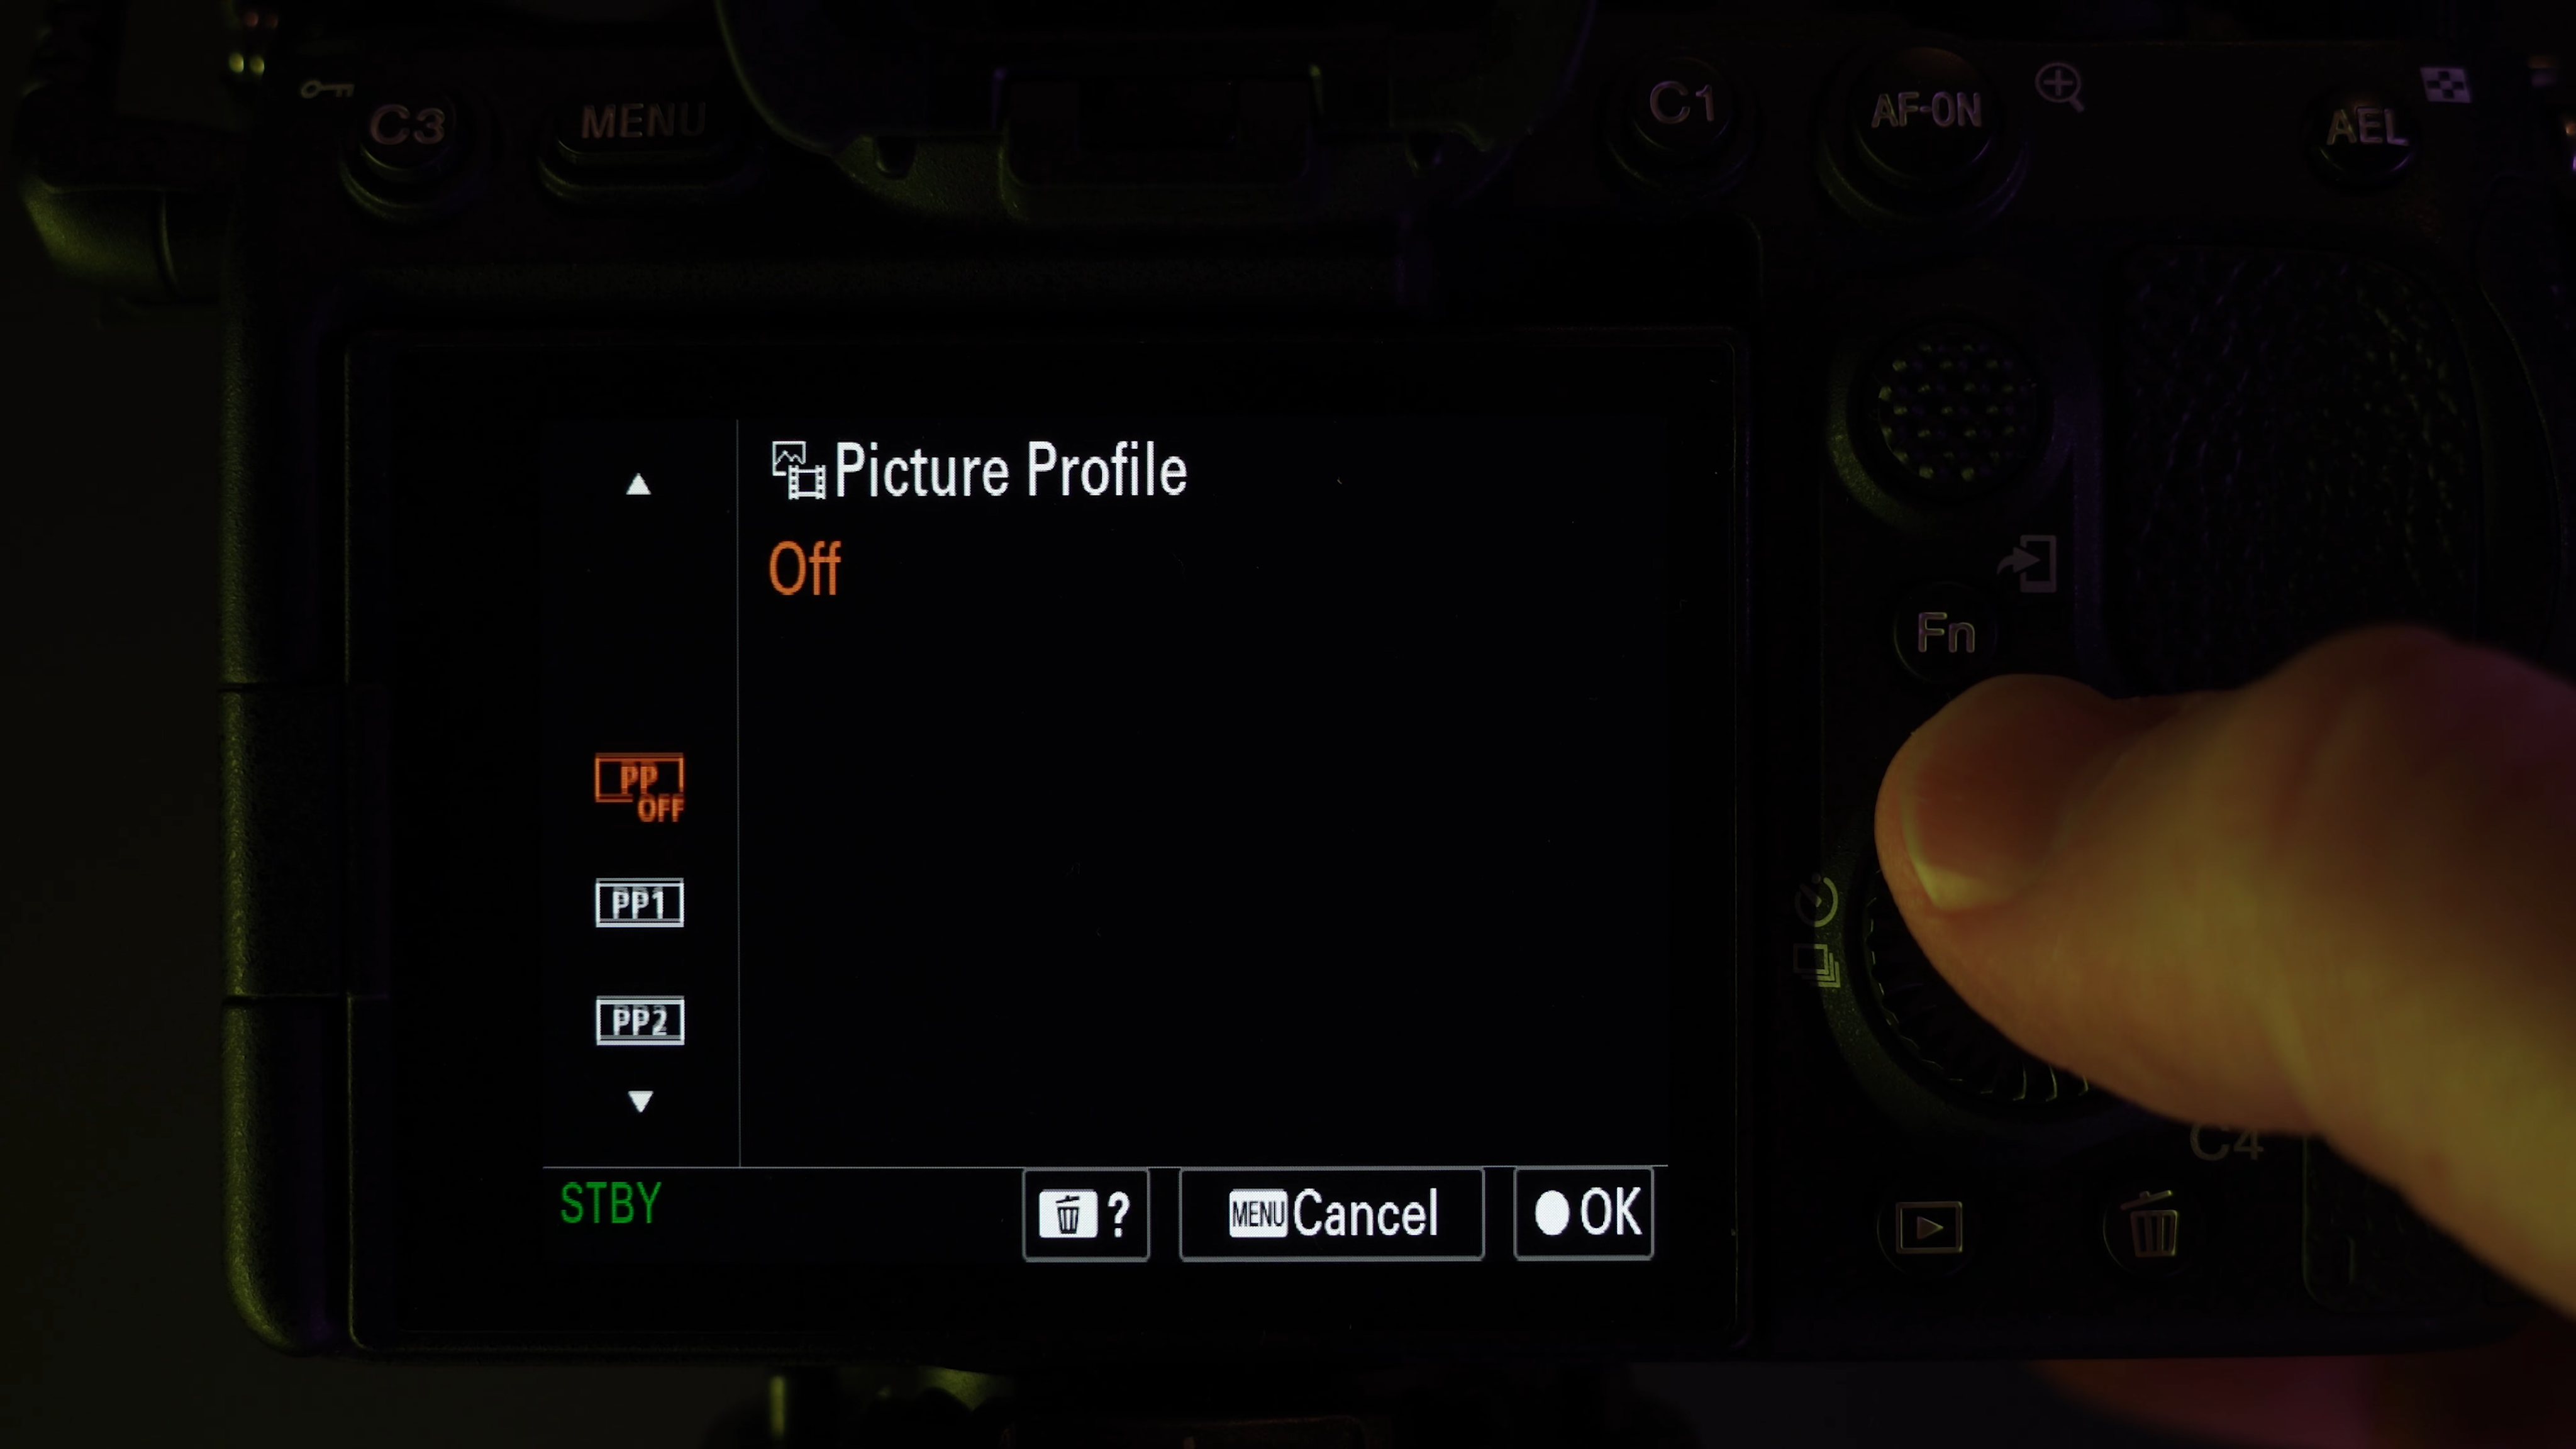 C3
MENU
C1
AF-ON
AEL
Picture Profile
Off
Fn
PP
OFF
PP1
PP2
C4
STBY
?
MENU Cancel
OK